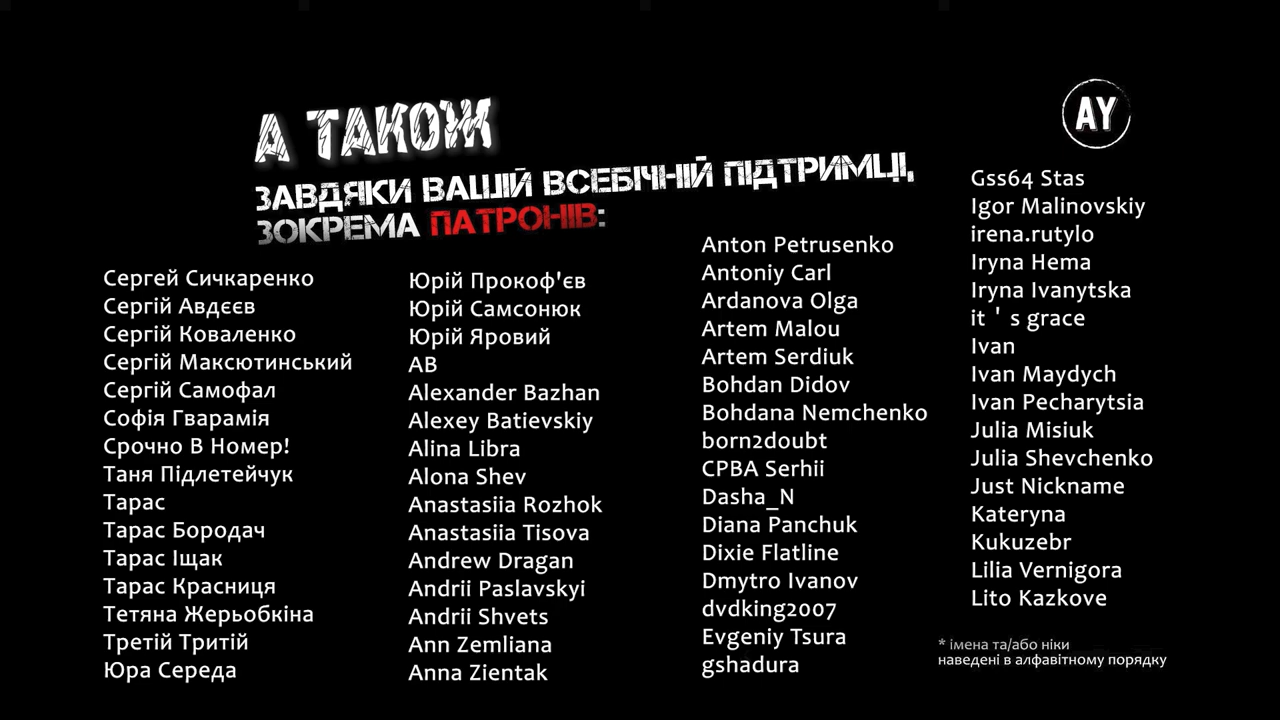 А ТАКОЖ
ЗАВДЯКИ ВАШІЙ ВСЕБІЧНІЙ ПІДТРИМЦІ,
ЗОКРЕМА ПАТРОНІВ:
Сергей Сичкаренко
Сергій Авдєєв
Сергій Коваленко
Сергій Максютинський
Сергій Самофал
Софія Гварамія
Срочно В Номер!
Таня Підлетейчук
Тарас
Тарас Бородач
Тарас Іщак
Тарас Красниця
Тетяна Жерьобкіна
Третій Тритій
Юра Середа
Юрій Прокоф'єв
Юрій Самсонюк
Юрій Яровий
AB
Alexander Bazhan
Alexey Batievskiy
Alina Libra
Alona Shev
Anastasiia Rozhok
Anastasiia Tisova
Andrew Dragan
Andrii Paslavskyi
Andrii Shvets
Ann Zemliana
Anna Zientak
Anton Petrusenko
Antoniy Carl
Ardanova Olga
Artem Malou
Artem Serdiuk
Bohdan Didov
Bohdana Nemchenko
born2doubt
CPBA Serhii
Dasha_N
Diana Panchuk
Dixie Flatline
Dmytro Ivanov
dvdking2007
Evgeniy Tsura
gshadura
АУ
Gss64 Stas
Igor Malinovskiy
irena.rutylo
Iryna Hema
Iryna Ivanytska
it ' s grace
Ivan
Ivan Maydych
Ivan Pecharytsia
Julia Misiuk
Julia Shevchenko
Just Nickname
Kateryna
Kukuzebr
Lilia Vernigora
Lito Kazkove
* імена та/або ніки
наведені в алфавітному порядку